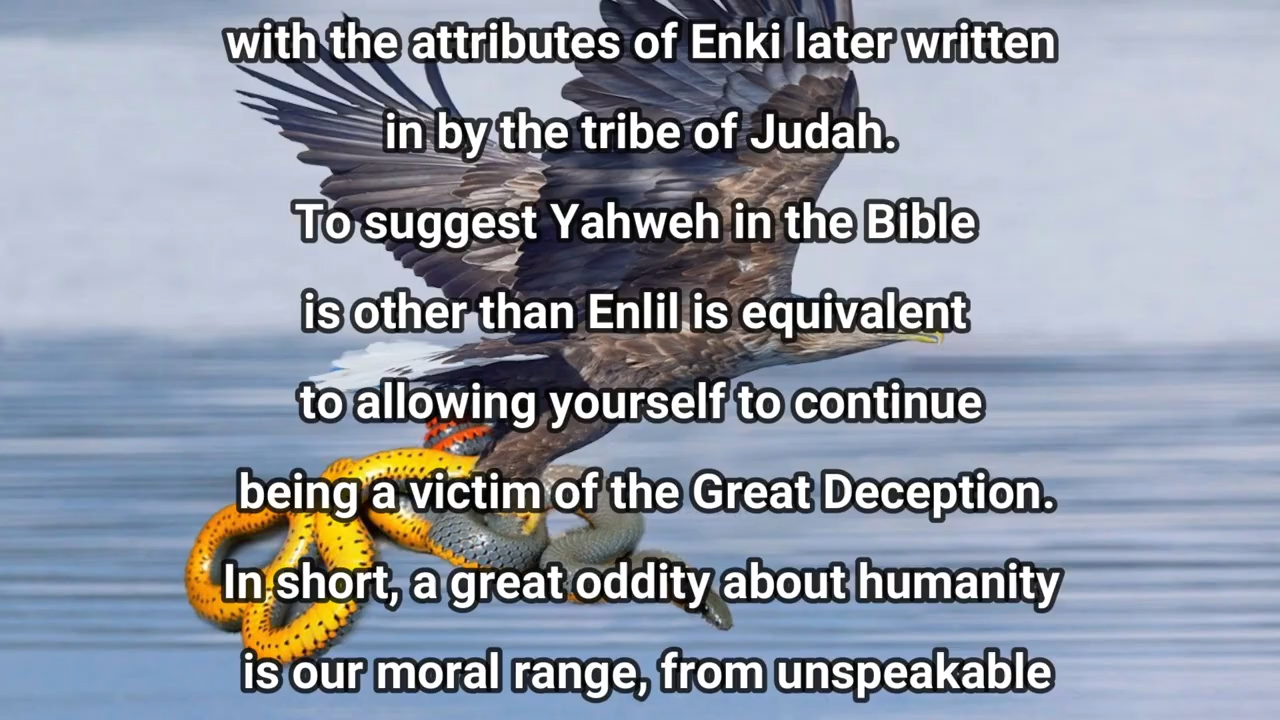 with the attributes of Enki later written
in by the tribe of Judah.
To suggest Yahweh in the Bible
is other than Enlil is equivalent
to allowing yourself to continue
being a victim of the Great Deception.
In short, a great oddity about humanity
is our moral range, from unspeakable